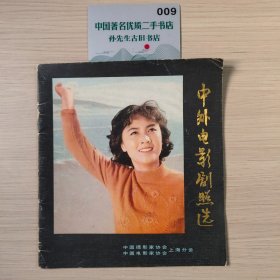 009
中国著名优质二手书店
孙先生古旧书店
中外电影剧照选
中国摄影家协会
中国电影家协会 上海分会